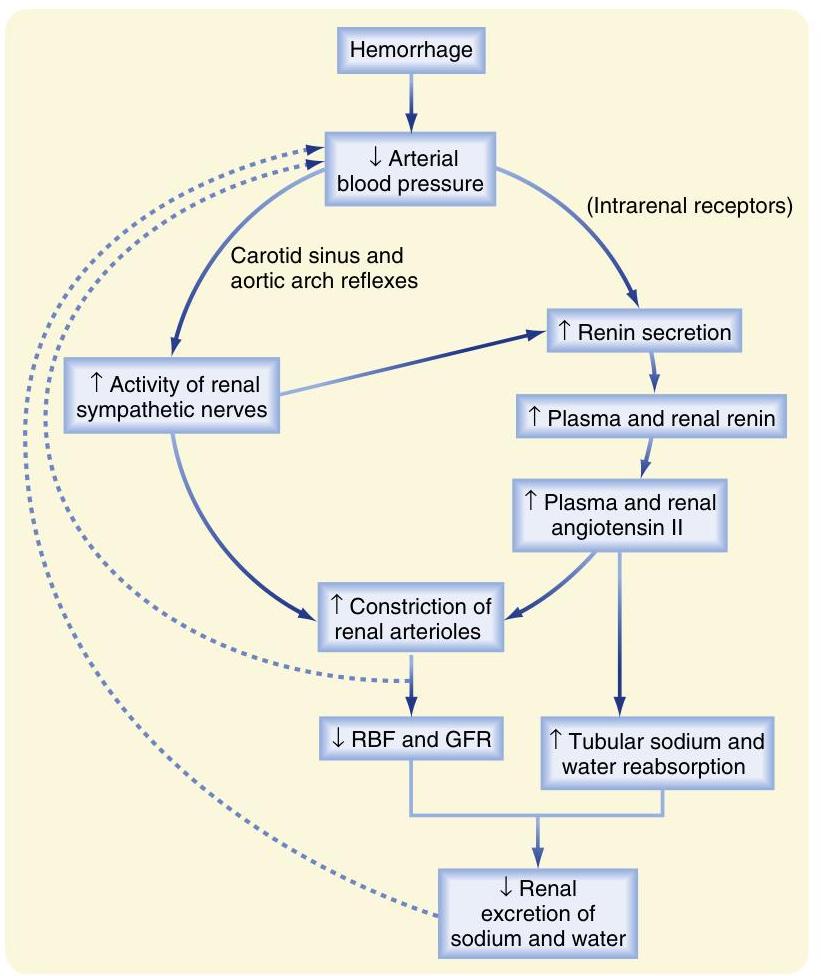 Hemorrhage
↓ Arterial
blood pressure
(Intrarenal receptors)
Carotid sinus and
aortic arch reflexes
↑ Renin secretion
↑ Activity of renal
sympathetic nerves
↑ Plasma and renal renin
↑ Plasma and renal
angiotensin II
↑ Constriction of
renal arterioles
↓ RBF and GFR
↑ Tubular sodium and
water reabsorption
↓ Renal
excretion of
sodium and water